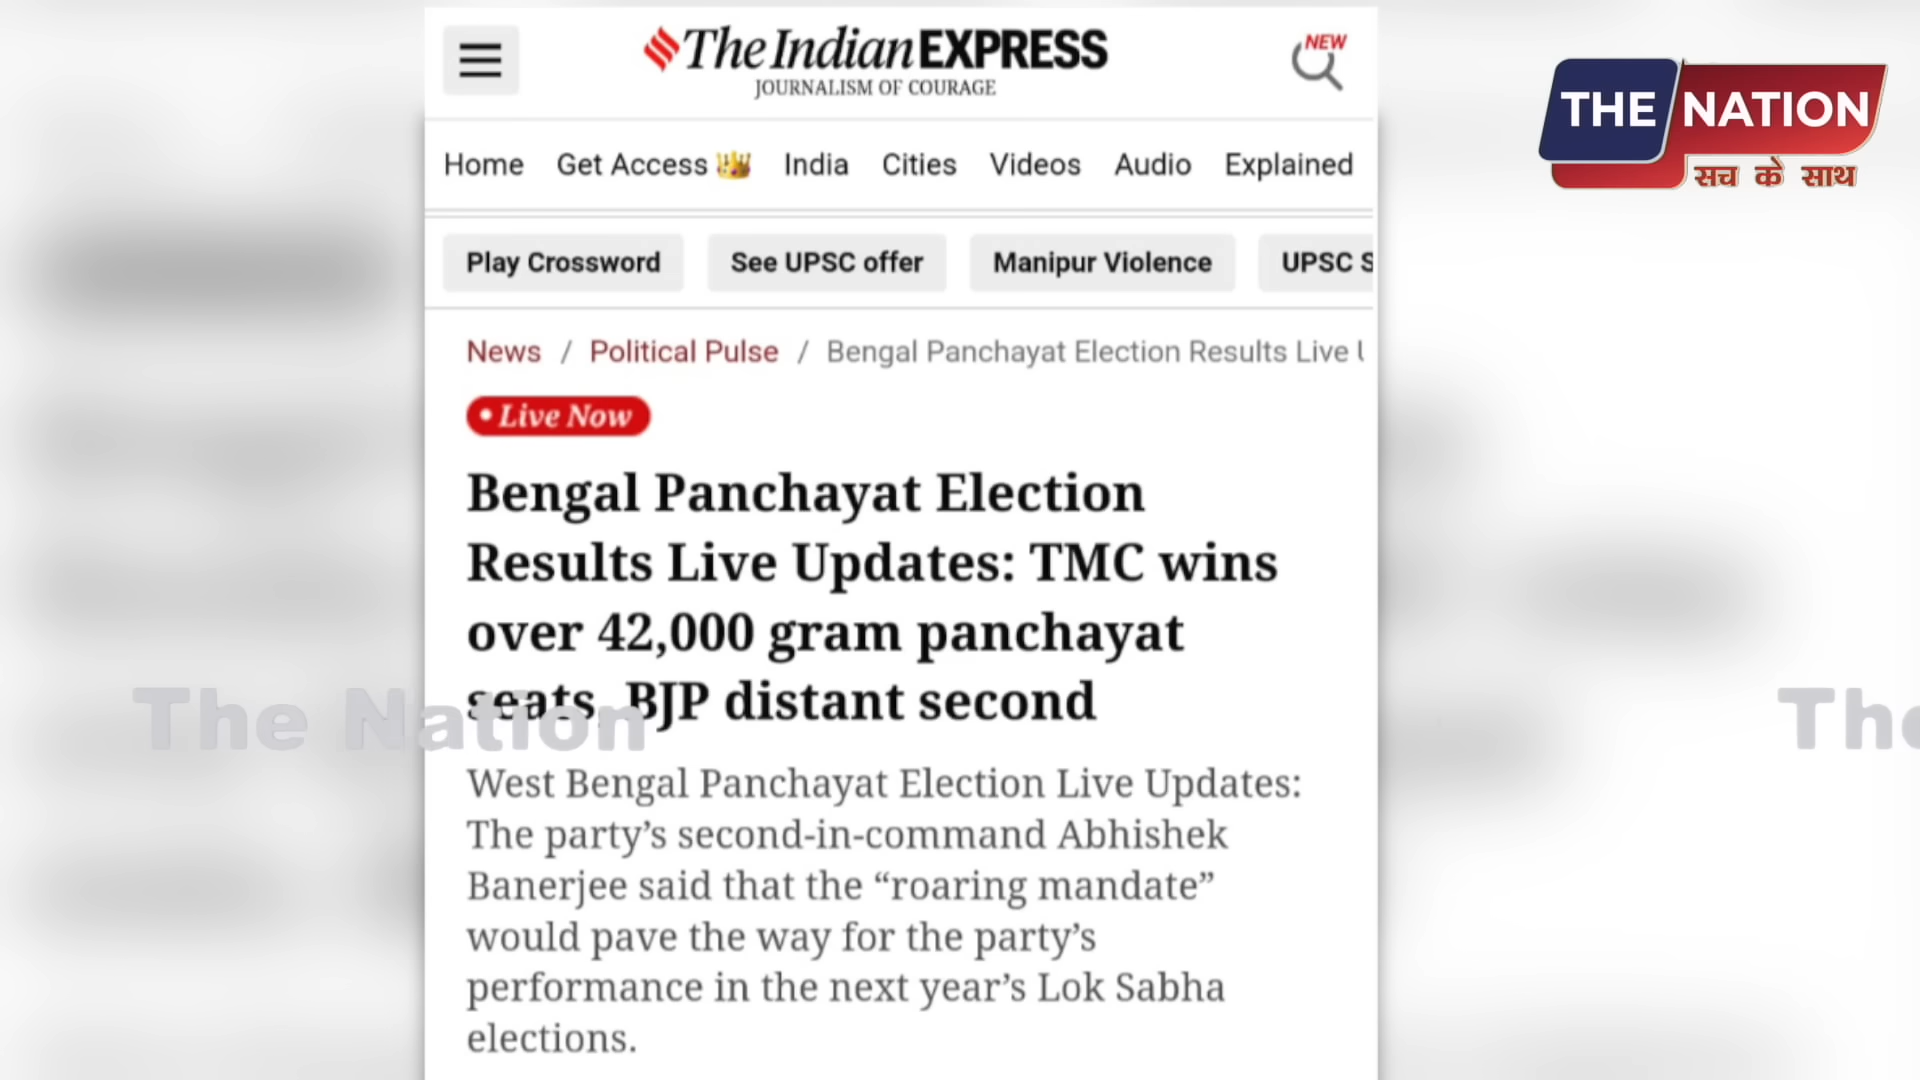 The Indian EXPRESS
JOURNALISM OF COURAGE
NEW
THE NATION
सच के साथ
Home Get Access India Cities Videos Audio Explained
Play Crossword See UPSC offer Manipur Violence UPSC S
News / Political Pulse / Bengal Panchayat Election Results Live
• Live Now
Bengal Panchayat Election
Results Live Updates: TMC wins
over 42,000 gram panchayat
seats, BJP distant second
The Nation
The
West Bengal Panchayat Election Live Updates:
The party’s second-in-command Abhishek
Banerjee said that the “roaring mandate”
would pave the way for the party’s
performance in the next year’s Lok Sabha
elections.